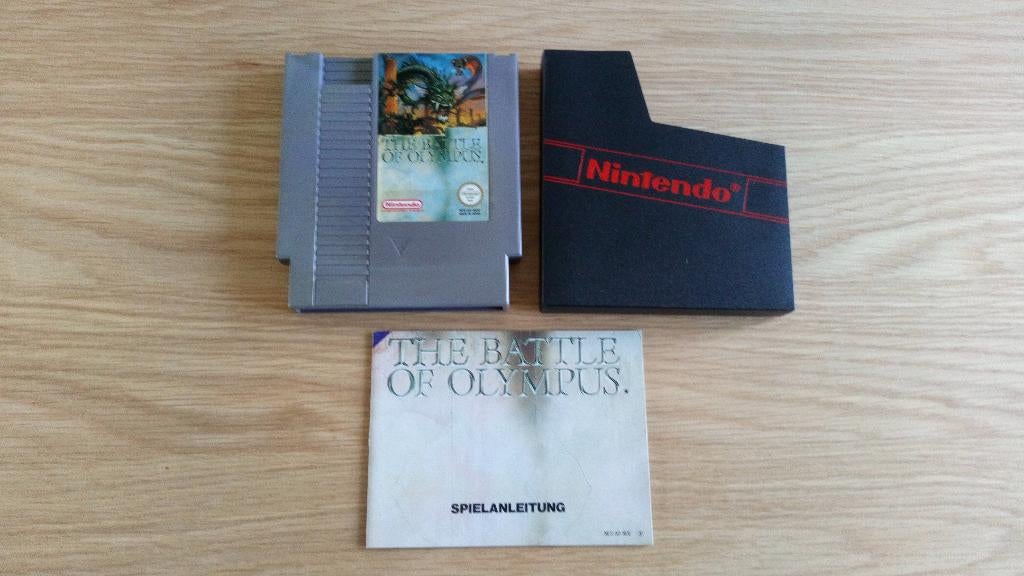 THE BATTLE
OF OLYMPUS.
Nintendo
Nintendo®
THE BATTLE
OF OLYMPUS.
SPIELANLEITUNG